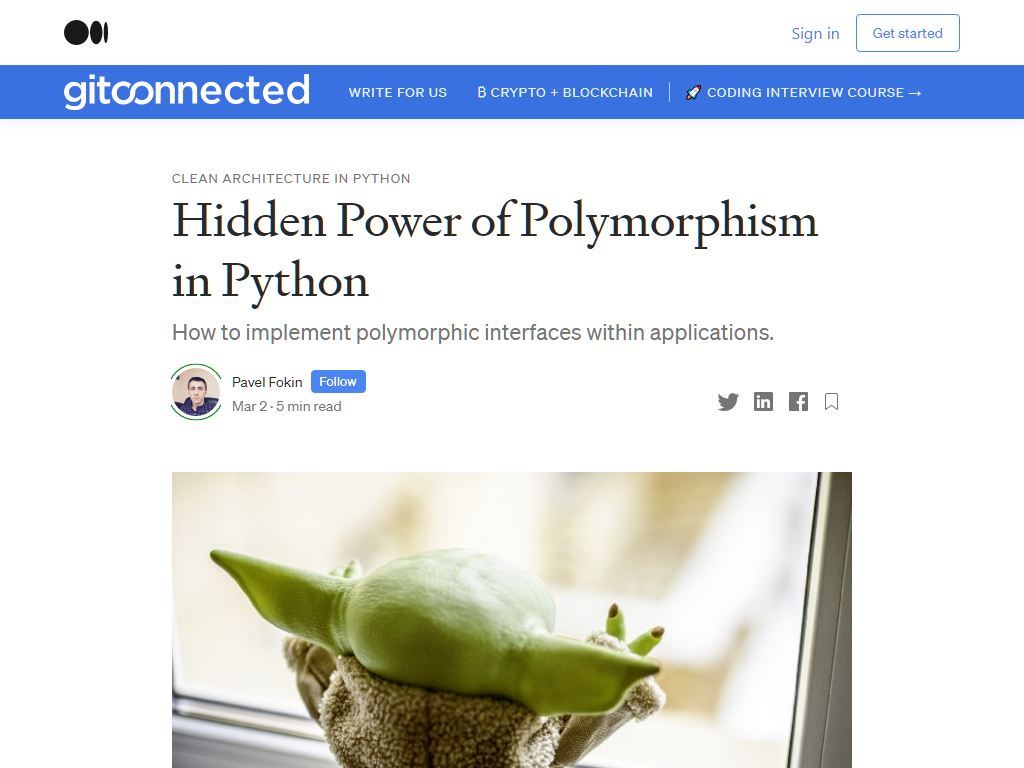 Sign in
Get started
gitconnected
WRITE FOR US
₿ CRYPTO + BLOCKCHAIN
🚀 CODING INTERVIEW COURSE →
CLEAN ARCHITECTURE IN PYTHON
Hidden Power of Polymorphism
in Python
How to implement polymorphic interfaces within applications.
Pavel Fokin
Follow
Mar 2 · 5 min read